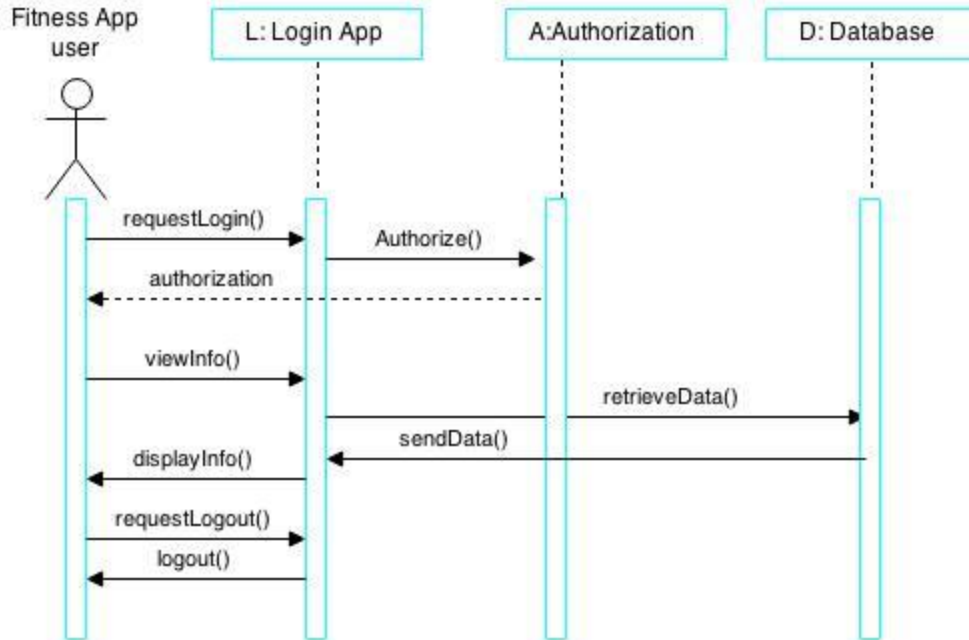 Fitness App
user
L: Login App
A:Authorization
D: Database
requestLogin()
Authorize()
authorization
viewInfo()
retrieveData()
sendData()
displayInfo()
requestLogout()
logout()